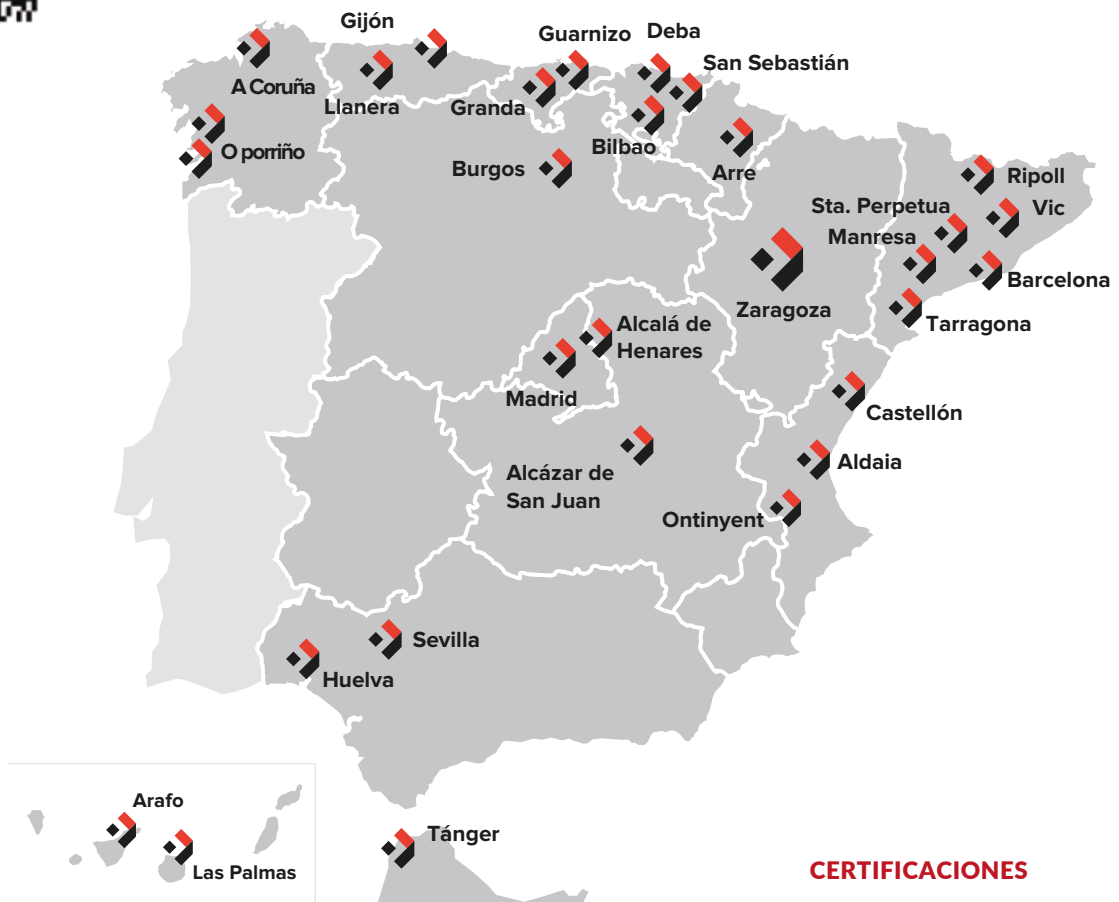 Gijón
Guarnizo
Deba
San Sebastián
A Coruña
Llanera
Granda
Bilbao
O porriño
Burgos
Arre
Ripoll
Sta. Perpetua
Vic
Manresa
Barcelona
Zaragoza
Tarragona
Alcalá de
Henares
Madrid
Castellón
Aldaia
Alcázar de
San Juan
Ontinyent
Sevilla
Huelva
Arafo
Tánger
Las Palmas
CERTIFICACIONES